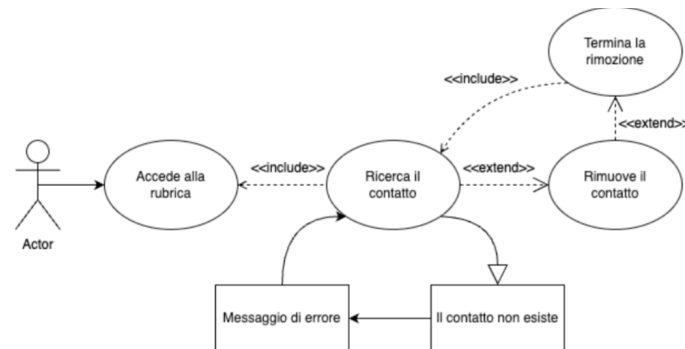 Termina la
rimozione
<<include>>
<<extend>>
Accede alla
rubrica
<<include>>
Ricerca il
contatto
<<extend>>
Rimuove il
contatto
Actor
Messaggio di errore
Il contatto non esiste